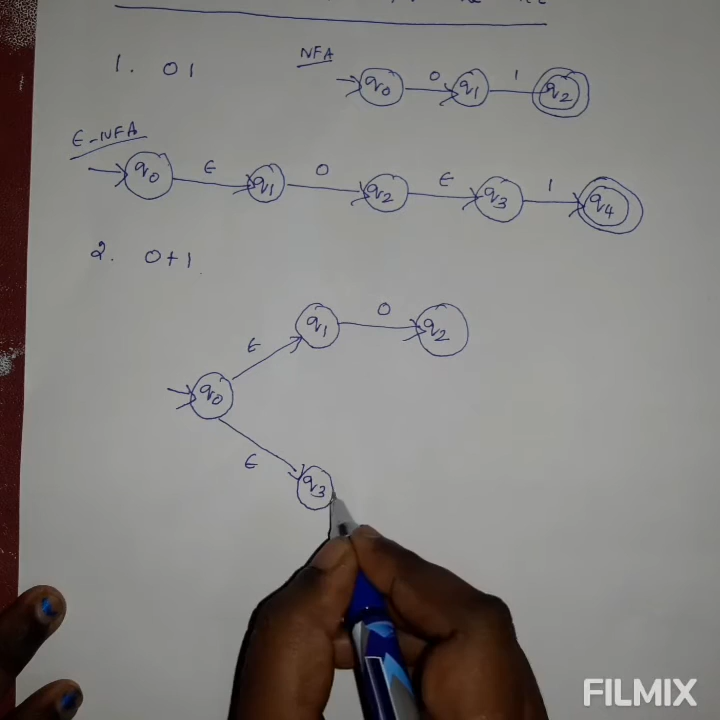 1. 01
NFA
q0 0 q1 1 q2
ε-NFA
q0 ε q1 0 q2 ε q3 1 q4
2. 0+1
q0
ε q1 0 q2
ε q3
FILMIX